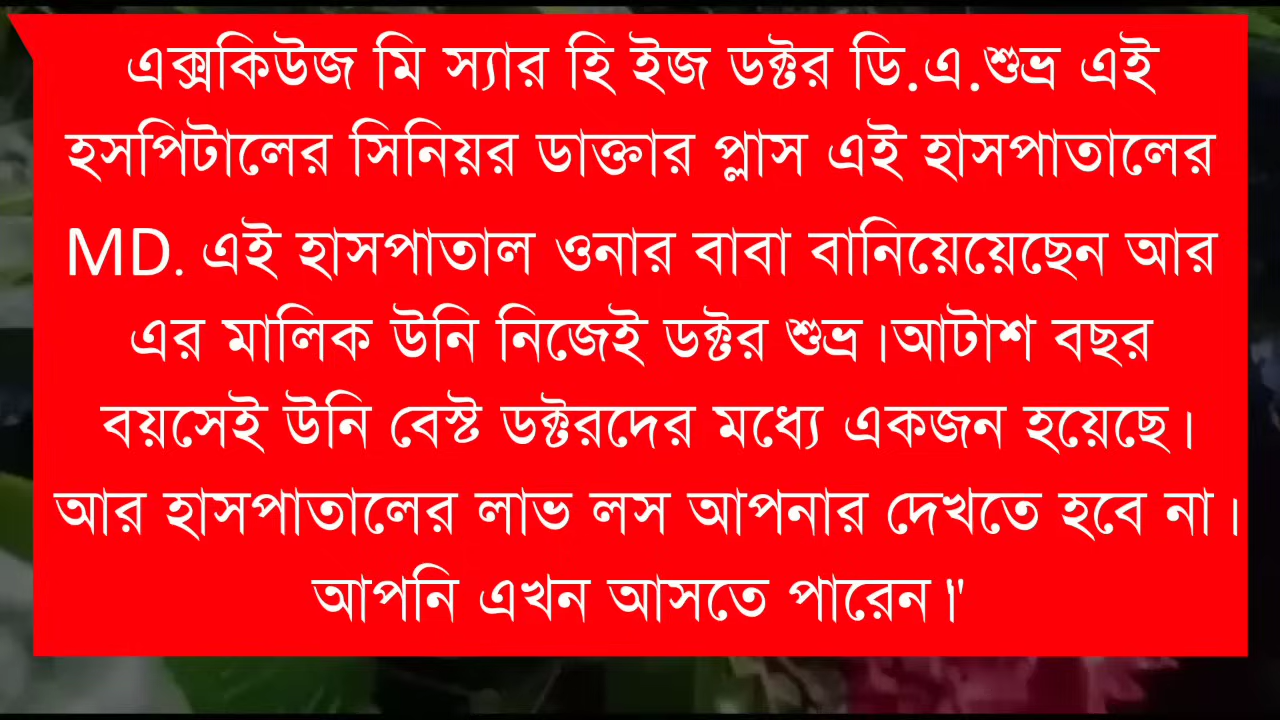 এক্সকিউজ মি স্যার হি ইজ ডক্টর ডি.এ.শুভ্র এই
হসপিটালের সিনিয়র ডাক্তার প্লাস এই হাসপাতালের
MD. এই হাসপাতাল ওনার বাবা বানিয়েয়েছেন আর
এর মালিক উনি নিজেই ডক্টর শুভ্র।আটাশ বছর
বয়সেই উনি বেস্ট ডক্টরদের মধ্যে একজন হয়েছে।
আর হাসপাতালের লাভ লস আপনার দেখতে হবে না।
আপনি এখন আসতে পারেন।"